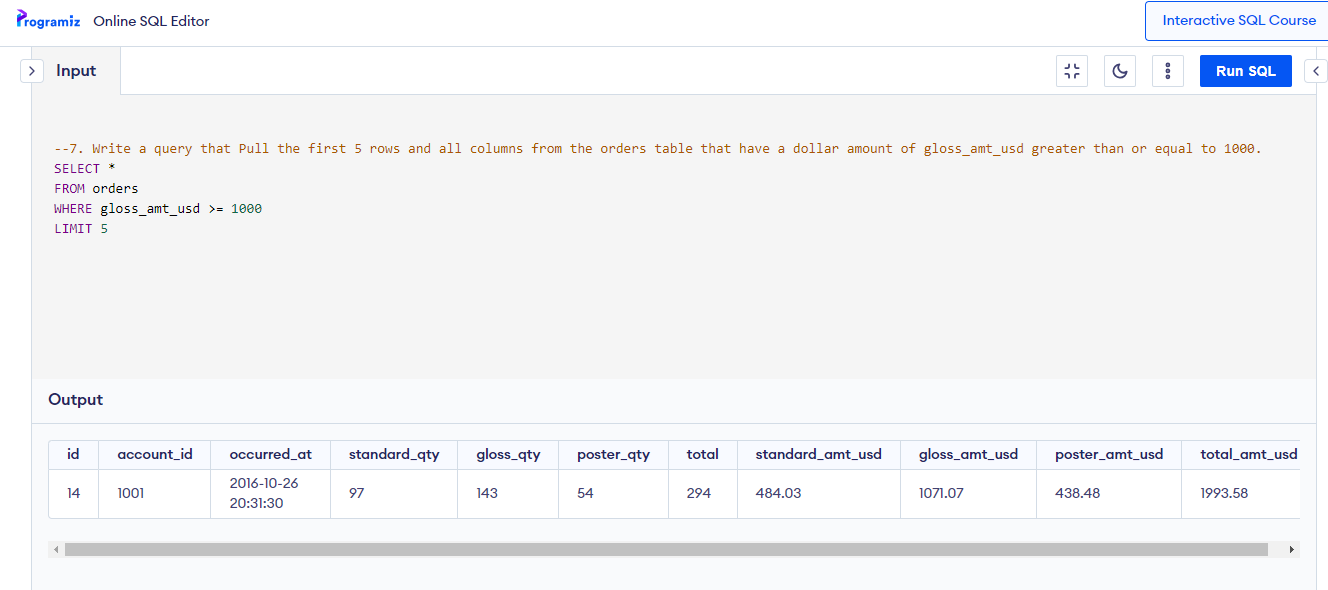 Programiz Online SQL Editor Interactive SQL Course
Input Run SQL
--7. Write a query that Pull the first 5 rows and all columns from the orders table that have a dollar amount of gloss_amt_usd greater than or equal to 1000.
SELECT *
FROM orders
WHERE gloss_amt_usd >= 1000
LIMIT 5
Output
id account_id occurred_at standard_qty gloss_qty poster_qty total standard_amt_usd gloss_amt_usd poster_amt_usd total_amt_usd
14 1001 2016-10-26 20:31:30 97 143 54 294 484.03 1071.07 438.48 1993.58